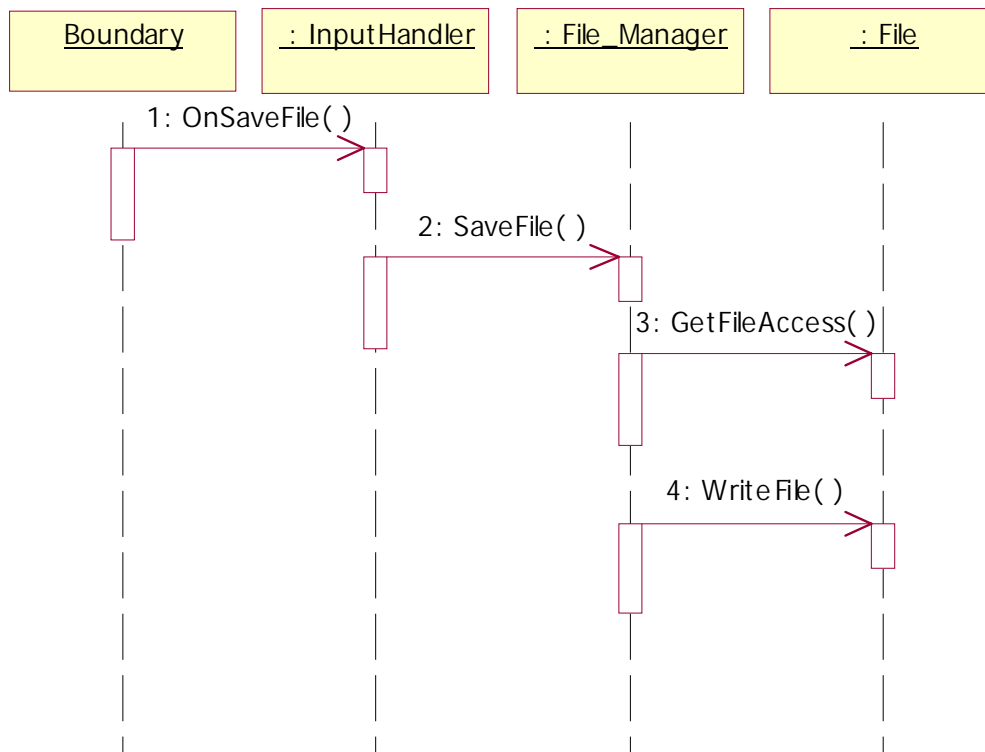 Boundary
: InputHandler
: File_Manager
: File
1: OnSaveFile( )
2: SaveFile( )
3: GetFileAccess( )
4: WriteFile( )